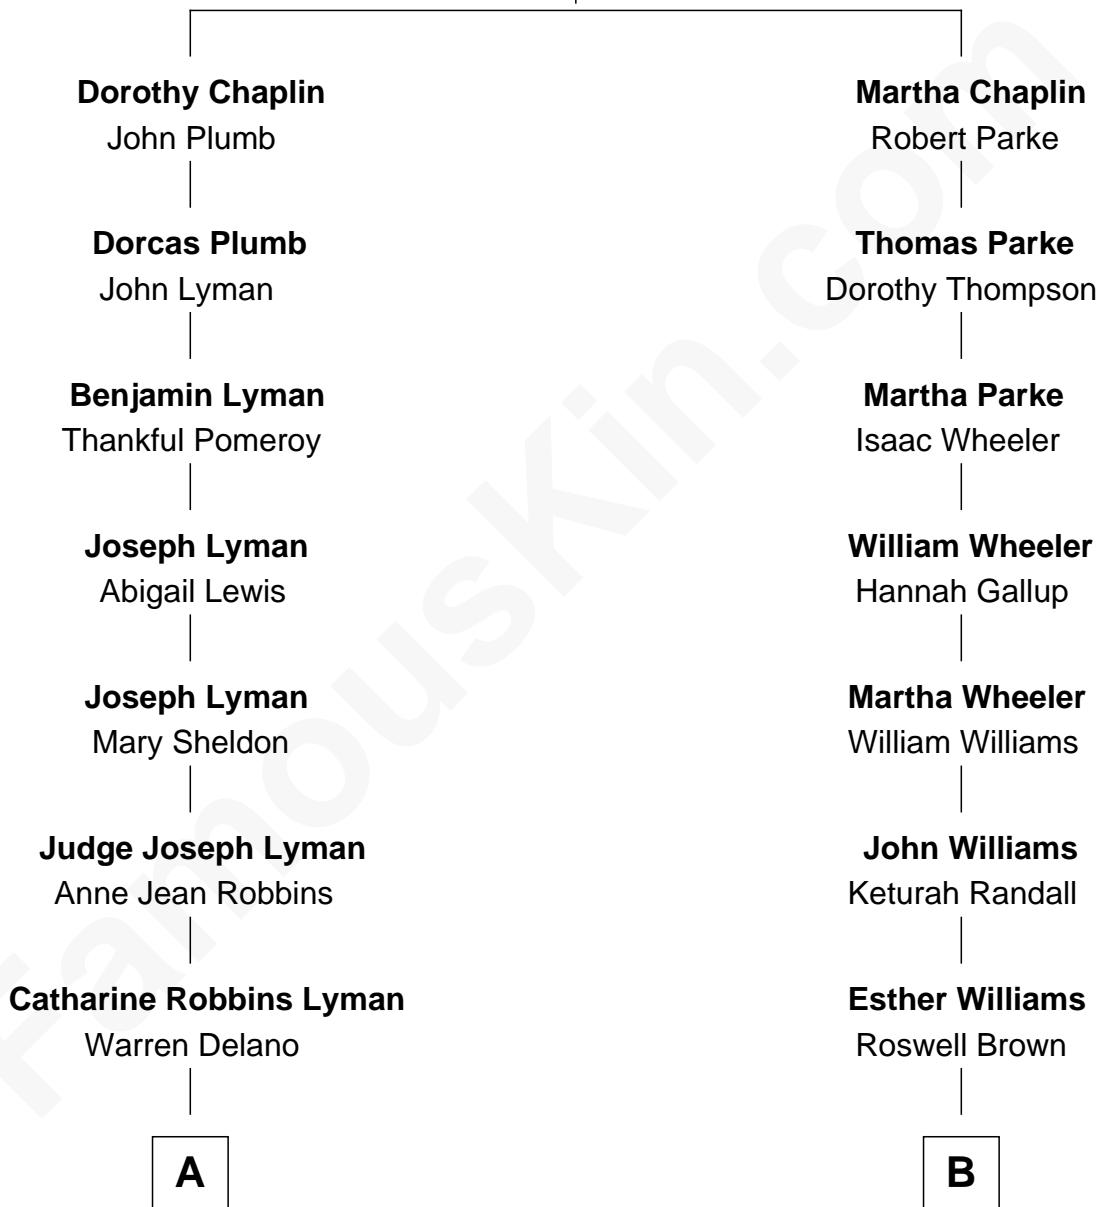 Dorothy Chaplin
John Plumb
Dorcas Plumb
John Lyman
Benjamin Lyman
Thankful Pomeroy
Joseph Lyman
Abigail Lewis
Joseph Lyman
Mary Sheldon
Judge Joseph Lyman
Anne Jean Robbins
Catharine Robbins Lyman
Warren Delano
A
Martha Chaplin
Robert Parke
Thomas Parke
Dorothy Thompson
Martha Parke
Isaac Wheeler
William Wheeler
Hannah Gallup
Martha Wheeler
William Williams
John Williams
Keturah Randall
Esther Williams
Roswell Brown
B
FamousKin.com